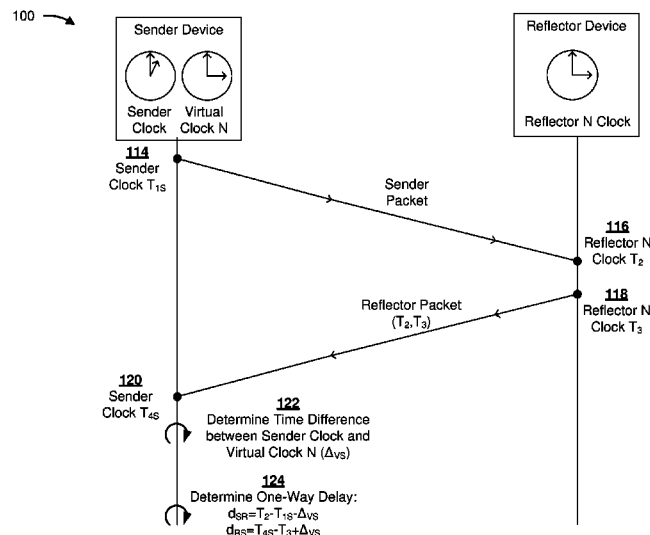 100
Sender Device
Sender Clock
Virtual Clock N
Reflector Device
Reflector N Clock
114
Sender
Clock T1S
Sender
Packet
116
Reflector N
Clock T2
118
Reflector N
Clock T3
Reflector Packet
(T2,T3)
120
Sender
Clock T4S
122
Determine Time Difference
between Sender Clock and
Virtual Clock N (ΔVS)
124
Determine One-Way Delay:
dSR=T2-T1S-ΔVS
dRS=T4S-T3+ΔVS